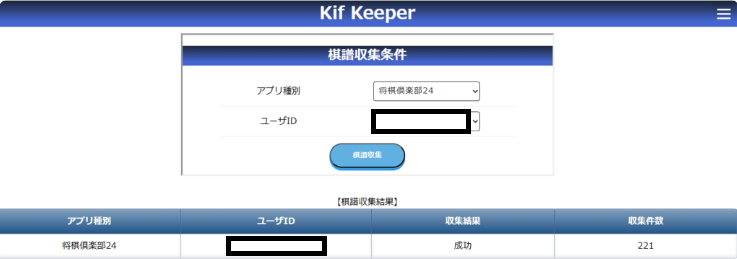 Kif Keeper
棋譜収集条件
アプリ種別 将棋倶楽部24
ユーザID
棋譜収集
【棋譜収集結果】
アプリ種別 ユーザID 収集結果 収集件数
将棋倶楽部24 成功 221